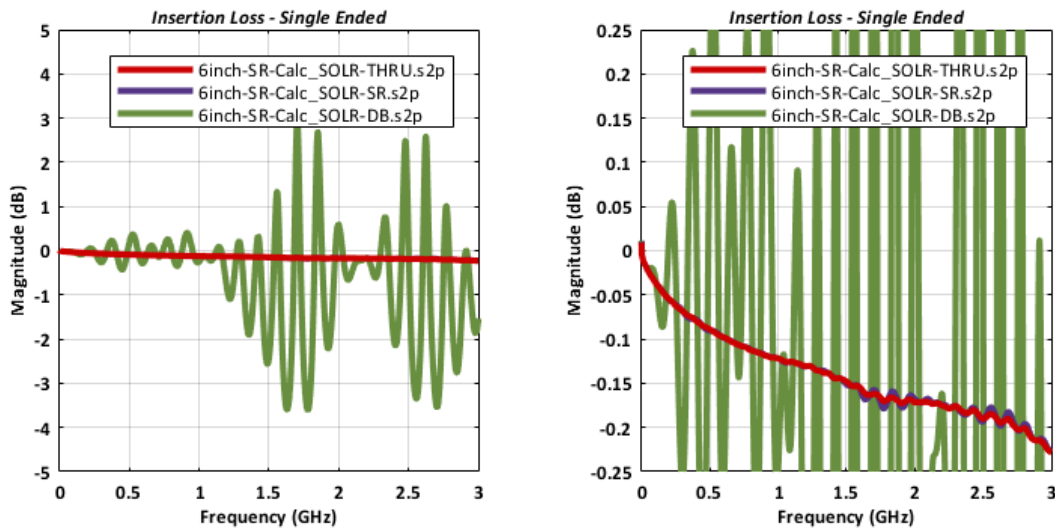 Insertion Loss - Single Ended
5
4
3
2
1
0
-1
-2
-3
-4
-5
Magnitude (dB)
6inch-SR-Calc_SOLR-THRU.s2p
6inch-SR-Calc_SOLR-SR.s2p
6inch-SR-Calc_SOLR-DB.s2p
0 0.5 1 1.5 2 2.5 3
Frequency (GHz)
Insertion Loss - Single Ended
0.25
0.2
0.15
0.1
0.05
0
-0.05
-0.1
-0.15
-0.2
-0.25
Magnitude (dB)
6inch-SR-Calc_SOLR-THRU.s2p
6inch-SR-Calc_SOLR-SR.s2p
6inch-SR-Calc_SOLR-DB.s2p
0 0.5 1 1.5 2 2.5 3
Frequency (GHz)